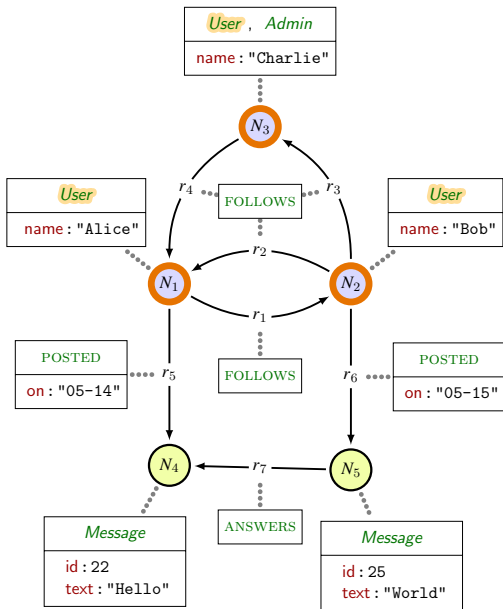 User , Admin
name : "Charlie"
N3
r4
FOLLOWS
r3
User
name : "Alice"
User
name : "Bob"
r2
N1
N2
r1
POSTED
on : "05-14"
r5
FOLLOWS
r6
POSTED
on : "05-15"
N4
r7
N5
Message
id : 22
text : "Hello"
ANSWERS
Message
id : 25
text : "World"